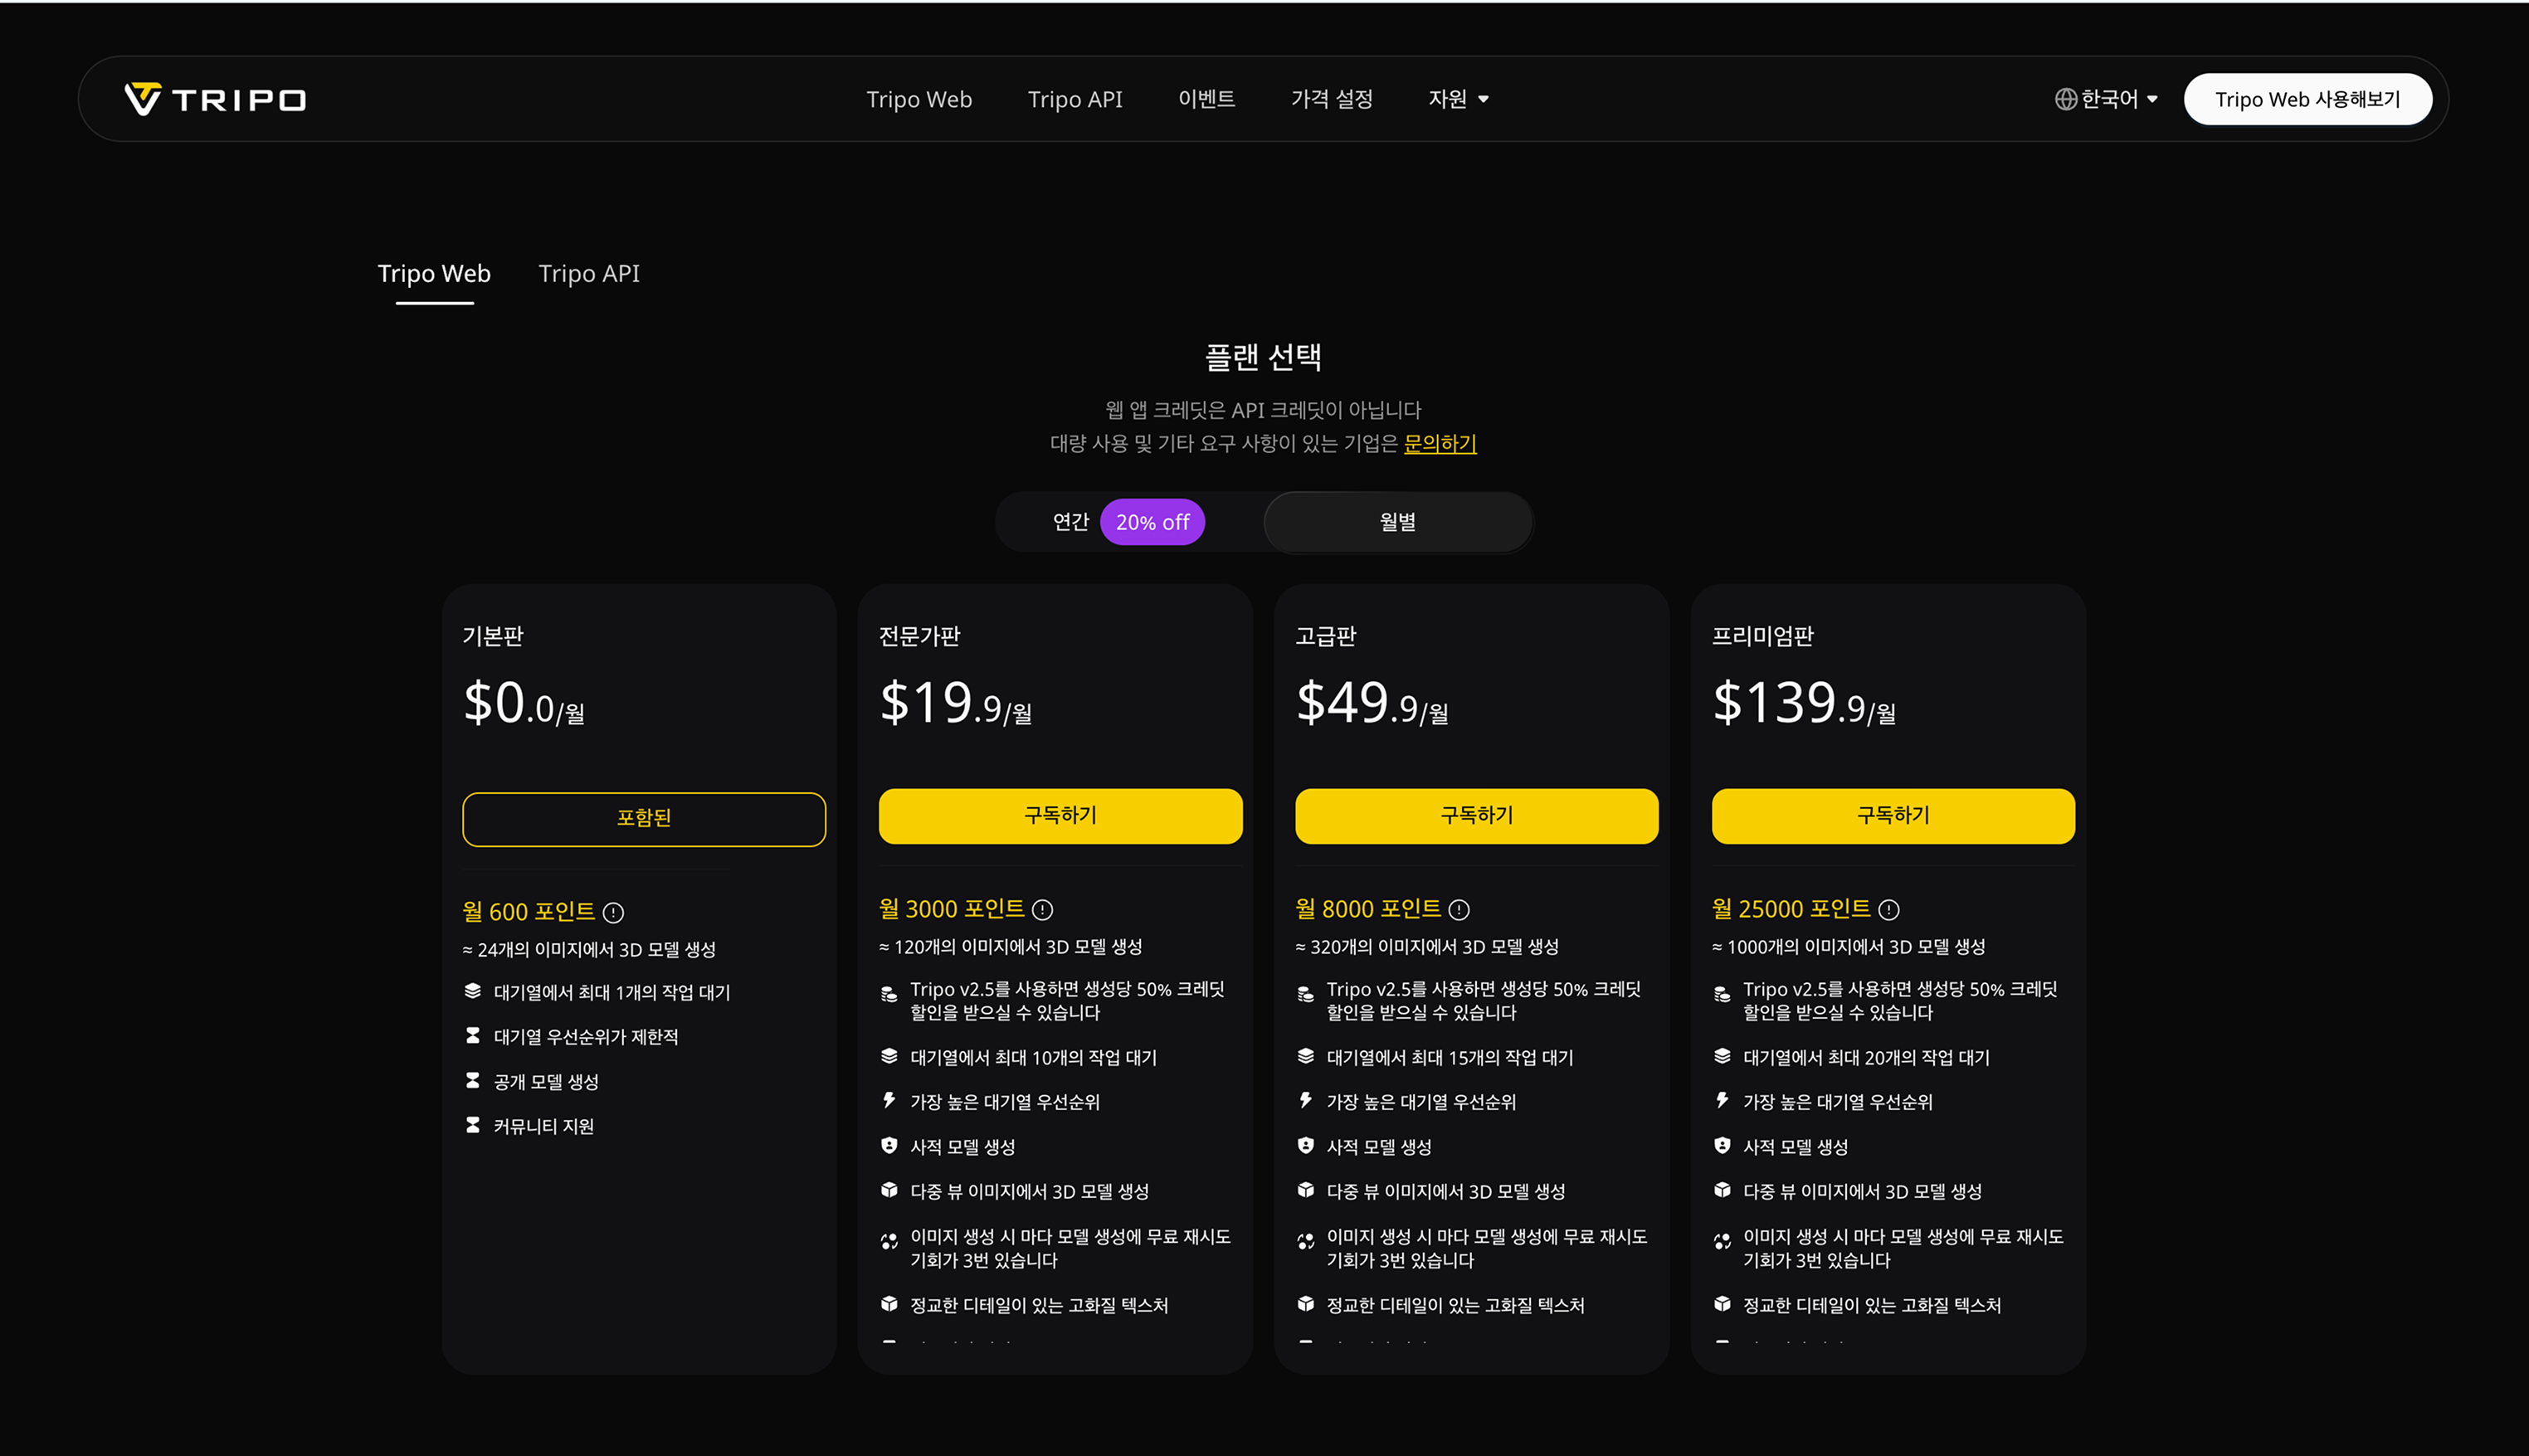 TRIPO
Tripo Web
Tripo API
이벤트
가격 설정
자원
한국어
Tripo Web 사용해보기
Tripo Web
Tripo API
플랜 선택
웹 앱 크레딧은 API 크레딧이 아닙니다
대량 사용 및 기타 요구 사항이 있는 기업은 문의하기
연간 20% off
월별
기본판
$0.0/월
포함된
월 600 포인트
≈ 24개의 이미지에서 3D 모델 생성
대기열에서 최대 1개의 작업 대기
대기열 우선순위가 제한적
공개 모델 생성
커뮤니티 지원
전문가판
$19.9/월
구독하기
월 3000 포인트
≈ 120개의 이미지에서 3D 모델 생성
Tripo v2.5를 사용하면 생성당 50% 크레딧
할인을 받으실 수 있습니다
대기열에서 최대 10개의 작업 대기
가장 높은 대기열 우선순위
사적 모델 생성
다중 뷰 이미지에서 3D 모델 생성
이미지 생성 시 마다 모델 생성에 무료 재시도
기회가 3번 있습니다
정교한 디테일이 있는 고화질 텍스처
고급판
$49.9/월
구독하기
월 8000 포인트
≈ 320개의 이미지에서 3D 모델 생성
Tripo v2.5를 사용하면 생성당 50% 크레딧
할인을 받으실 수 있습니다
대기열에서 최대 15개의 작업 대기
가장 높은 대기열 우선순위
사적 모델 생성
다중 뷰 이미지에서 3D 모델 생성
이미지 생성 시 마다 모델 생성에 무료 재시도
기회가 3번 있습니다
정교한 디테일이 있는 고화질 텍스처
프리미엄판
$139.9/월
구독하기
월 25000 포인트
≈ 1000개의 이미지에서 3D 모델 생성
Tripo v2.5를 사용하면 생성당 50% 크레딧
할인을 받으실 수 있습니다
대기열에서 최대 20개의 작업 대기
가장 높은 대기열 우선순위
사적 모델 생성
다중 뷰 이미지에서 3D 모델 생성
이미지 생성 시 마다 모델 생성에 무료 재시도
기회가 3번 있습니다
정교한 디테일이 있는 고화질 텍스처